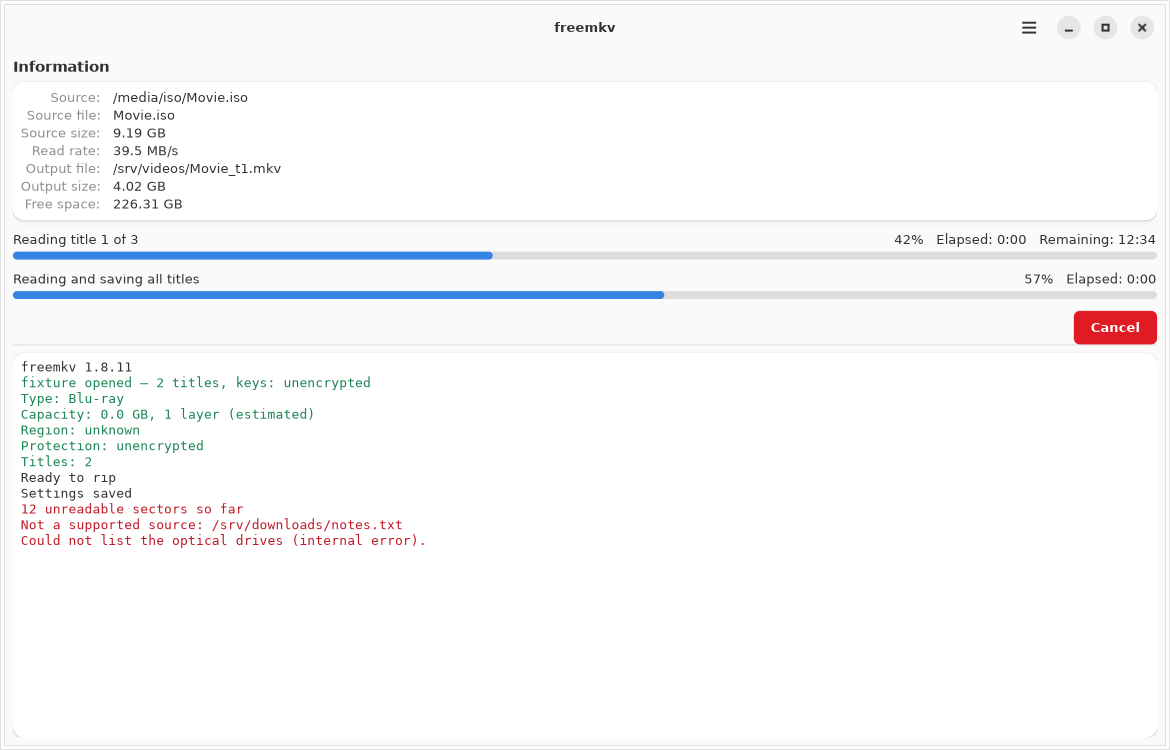 freemkv
Information
Source: /media/iso/Movie.iso
Source file: Movie.iso
Source size: 9.19 GB
Read rate: 39.5 MB/s
Output file: /srv/videos/Movie_t1.mkv
Output size: 4.02 GB
Free space: 226.31 GB
Reading title 1 of 3 42% Elapsed: 0:00 Remaining: 12:34
Reading and saving all titles 57% Elapsed: 0:00
Cancel
freemkv 1.8.11
fixture opened — 2 titles, keys: unencrypted
Type: Blu-ray
Capacity: 0.0 GB, 1 layer (estimated)
Region: unknown
Protection: unencrypted
Titles: 2
Ready to rip
Settings saved
12 unreadable sectors so far
Not a supported source: /srv/downloads/notes.txt
Could not list the optical drives (internal error).